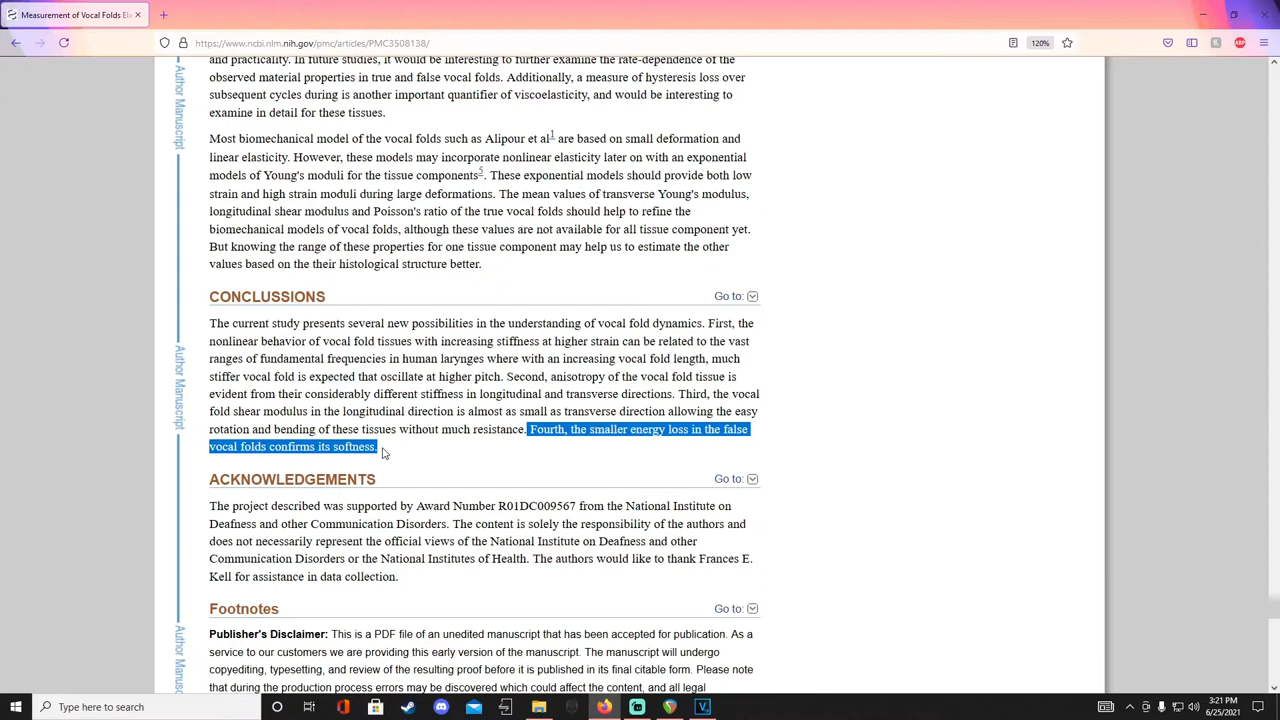 Measurement of Vocal Folds Ela
https://www.ncbi.nlm.nih.gov/pmc/articles/PMC3508138/
120%
and practicality. In future studies, it would be interesting to further examine the rate-dependence of the
observed material properties in true and false vocal folds. Additionally, a measure of hysteresis loss over
subsequent cycles during is another important quantifier of viscoelasticity, and would be interesting to
examine in detail for these tissues.
Most biomechanical models of the vocal folds such as Alipour et al1 are based on small deformation and
linear elasticity. However, these models may incorporate nonlinear elasticity later on with an exponential
models of Young's moduli for the tissue components5. These exponential models should provide both low
strain and high strain moduli during large deformations. The mean values of transverse Young's modulus,
longitudinal shear modulus and Poisson's ratio of the true vocal folds should help to refine the
biomechanical models of vocal folds, although these values are not available for all tissue component yet.
But knowing the range of these properties for one tissue component may help us to estimate the other
values based on the their histological structure better.
CONCLUSSIONS
Go to:
The current study presents several new possibilities in the understanding of vocal fold dynamics. First, the
nonlinear behavior of vocal fold tissues with increasing stiffness at higher strain can be related to the vast
ranges of fundamental frequencies in human larynges where with an increasing vocal fold length, much
stiffer vocal fold is expected that oscillate at higher pitch. Second, anisotropy of the vocal fold tissue is
evident from their considerably different stiffness in longitudinal and transverse directions. Third, the vocal
fold shear modulus in the longitudinal direction is almost as small as transverse direction allowing the easy
rotation and bending of these tissues without much resistance. Fourth, the smaller energy loss in the false
vocal folds confirms its softness.
ACKNOWLEDGEMENTS
Go to:
The project described was supported by Award Number R01DC009567 from the National Institute on
Deafness and other Communication Disorders. The content is solely the responsibility of the authors and
does not necessarily represent the official views of the National Institute on Deafness and other
Communication Disorders or the National Institutes of Health. The authors would like to thank Frances E.
Kell for assistance in data collection.
Footnotes
Go to:
Publisher's Disclaimer: This is a PDF file of an unedited manuscript that has been accepted for publication. As a
service to our customers we are providing this early version of the manuscript. The manuscript will undergo
copyediting, typesetting, and review of the resulting proof before it is published in its final citable form. Please note
that during the production process errors may be discovered which could affect the content, and all legal
Author Manuscript
Author Manuscript
Author Manusc
Type here to search
3:21 PM
6/25/2021